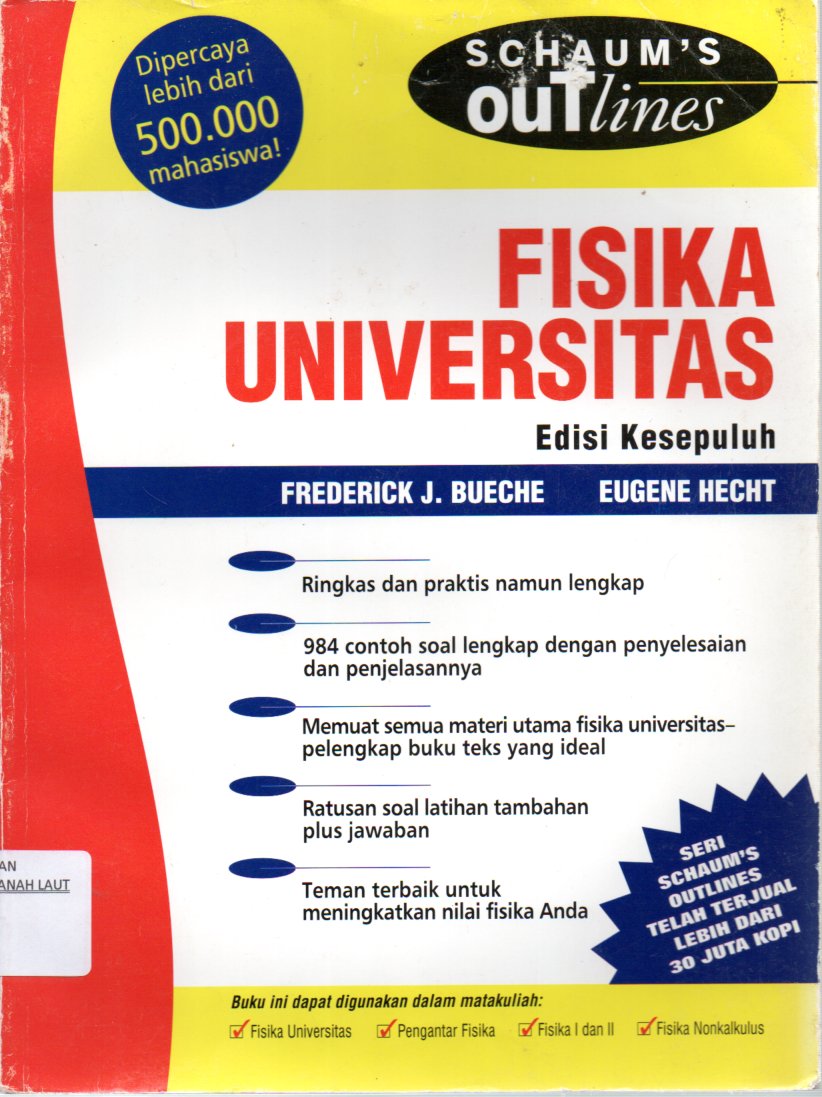 Dipercaya
lebih dari
500.000
mahasiswa!
SCHAUM'S
ouTlines
FISIKA
UNIVERSITAS
Edisi Kesepuluh
FREDERICK J. BUECHE EUGENE HECHT
Ringkas dan praktis namun lengkap
984 contoh soal lengkap dengan penyelesaian
dan penjelasannya
Memuat semua materi utama fisika universitas–
pelengkap buku teks yang ideal
Ratusan soal latihan tambahan
plus jawaban
Teman terbaik untuk
meningkatkan nilai fisika Anda
AN
ANAH LAUT
SERI
SCHAUM'S
OUTLINES
TELAH TERJUAL
LEBIH DARI
30 JUTA KOPI
Buku ini dapat digunakan dalam matakuliah:
Fisika Universitas Pengantar Fisika Fisika I dan II Fisika Nonkalkulus